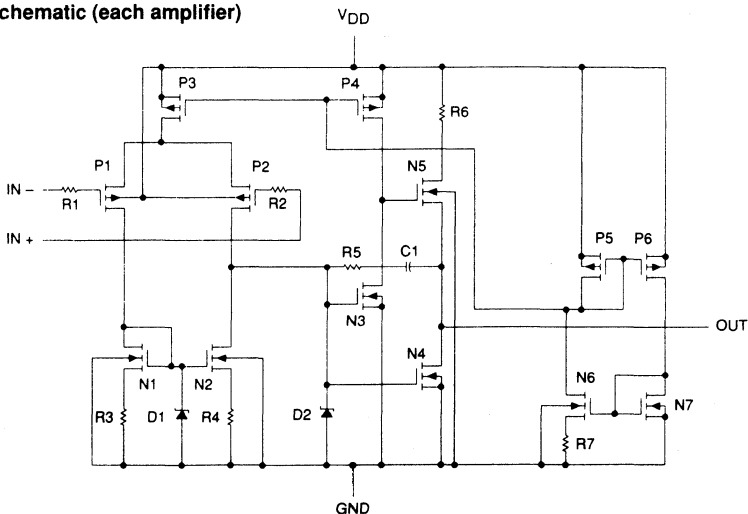 chematic (each amplifier)
VDD
P3
P4
R6
P1
P2
N5
IN −
R1
R2
IN +
P5
P6
R5
C1
N3
OUT
N4
N1
N2
N6
N7
R3
D1
R4
D2
R7
GND